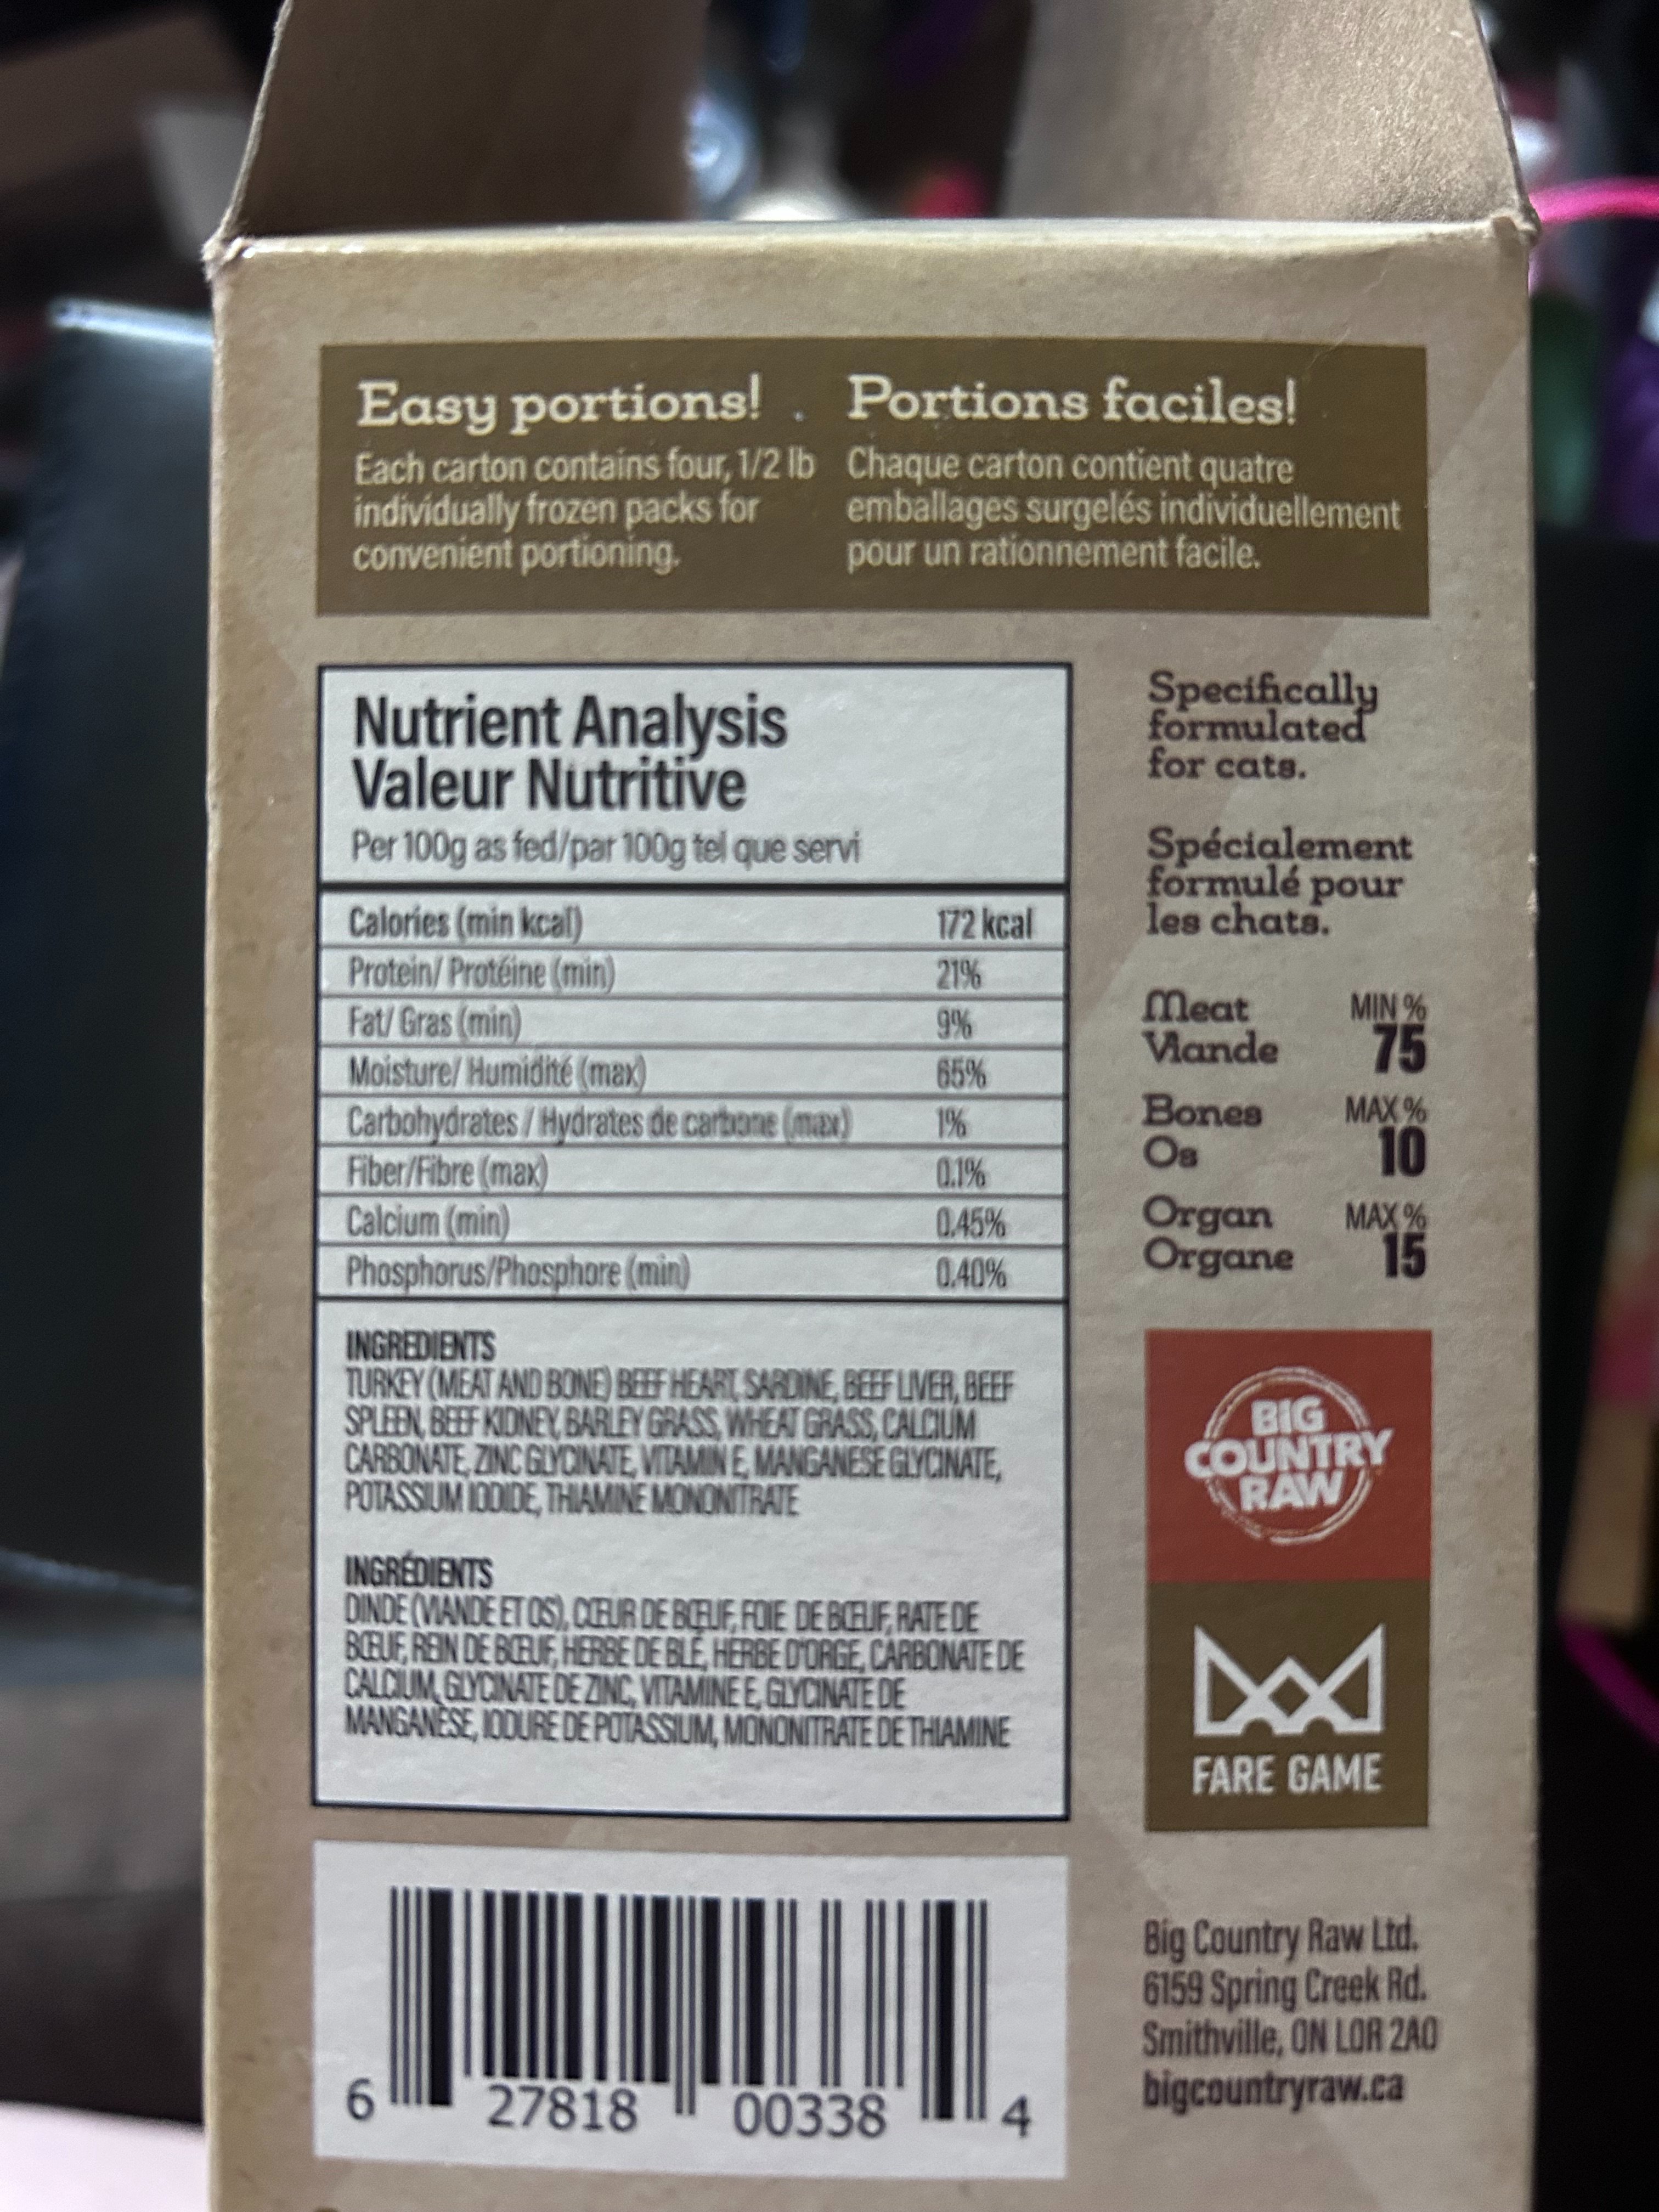 Easy portions!
Each carton contains four, 1/2 lb
individually frozen packs for
convenient portioning.
Portions faciles!
Chaque carton contient quatre
emballages surgelés individuellement
pour un rationnement facile.
Nutrient Analysis
Valeur Nutritive
Per 100g as fed/par 100g tel que servi
Calories (min kcal) 172 kcal
Protein/ Protéine (min) 21%
Fat/ Gras (min) 9%
Moisture/ Humidité (max) 65%
Carbohydrates / Hydrates de carbone (max) 1%
Fiber/Fibre (max) 0.1%
Calcium (min) 0.45%
Phosphorus/Phosphore (min) 0.40%
INGREDIENTS
TURKEY (MEAT AND BONE) BEEF HEART, SARDINE, BEEF LIVER, BEEF
SPLEEN, BEEF KIDNEY, BARLEY GRASS, WHEAT GRASS, CALCIUM
CARBONATE, ZINC GLYCINATE, VITAMIN E, MANGANESE GLYCINATE,
POTASSIUM IODIDE, THIAMINE MONONITRATE
INGRÉDIENTS
DINDE (VIANDE ET OS), CŒUR DE BŒUF, FOIE DE BŒUF, RATE DE
BŒUF, REIN DE BŒUF, HERBE DE BLÉ, HERBE D'ORGE, CARBONATE DE
CALCIUM, GLYCINATE DE ZINC, VITAMINE E, GLYCINATE DE
MANGANÈSE, IODURE DE POTASSIUM, MONONITRATE DE THIAMINE
6 27818 00338 4
Specifically
formulated
for cats.
Spécialement
formulé pour
les chats.
Meat MIN %
Viande 75
Bones MAX %
Os 10
Organ MAX %
Organe 15
BIG
COUNTRY
RAW
FARE GAME
Big Country Raw Ltd.
6159 Spring Creek Rd.
Smithville, ON L0R 2A0
bigcountryraw.ca